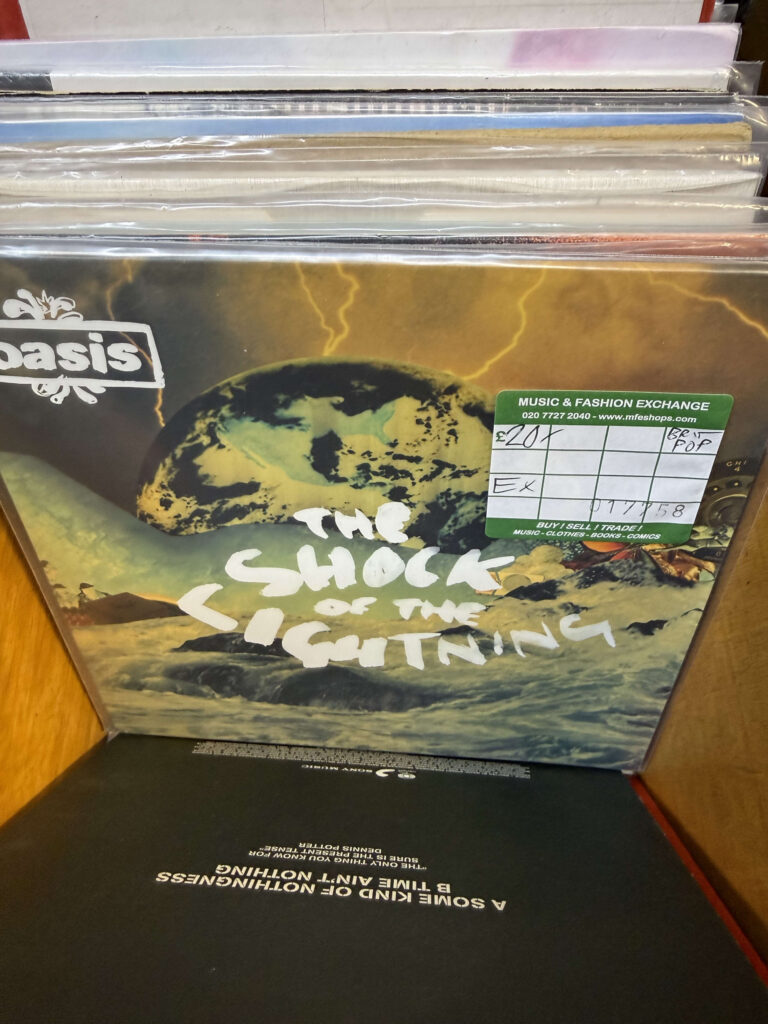 oasis
MUSIC & FASHION EXCHANGE
020 7727 2040 - www.mfeshops.com
£20+
BRIT
POP
EX
017758
BUY ! SELL ! TRADE !
MUSIC - CLOTHES - BOOKS - COMICS
THE
SHOCK
OF THE
LIGHTNING
SONY MUSIC
"THE ONLY THING YOU KNOW FOR
SURE IS THE PRESENT TENSE"
DENNIS POTTER
A SOME KIND OF NOTHINGNESS
B TIME AIN'T NOTHING